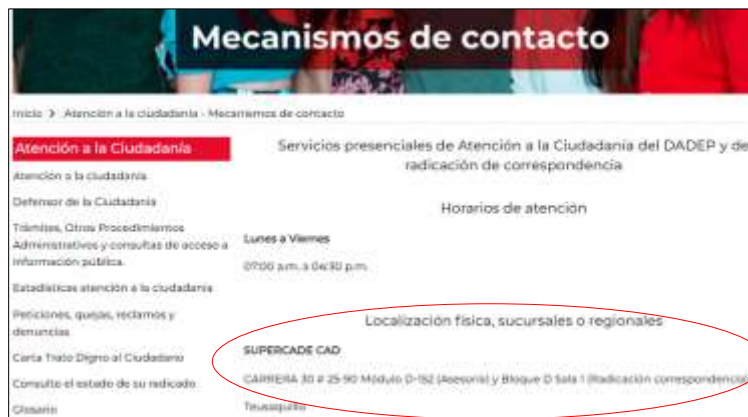 Mecanismos de contacto
Inicio > Atención a la ciudadanía - Mecanismos de contacto
Atención a la Ciudadanía
Atención a la ciudadanía
Defensor de la Ciudadanía
Trámites, Otros Procedimientos
Administrativos y consultas de acceso a
información pública.
Estadísticas atención a la ciudadanía
Peticiones, quejas, reclamos y
denuncias
Carta Trato Digno al Ciudadano
Consulte el estado de su radicado
Glosario
Servicios presenciales de Atención a la Ciudadanía del DADEP y de
radicación de correspondencia
Horarios de atención
Lunes a Viernes
07:00 a.m. a 04:30 p.m.
Localización física, sucursales o regionales
SUPERCADE CAD
CARRERA 30 # 25-90 Módulo D-152 (Asesoría) y Bloque D Sala 1 (Radicación correspondencia)
Teusaquillo